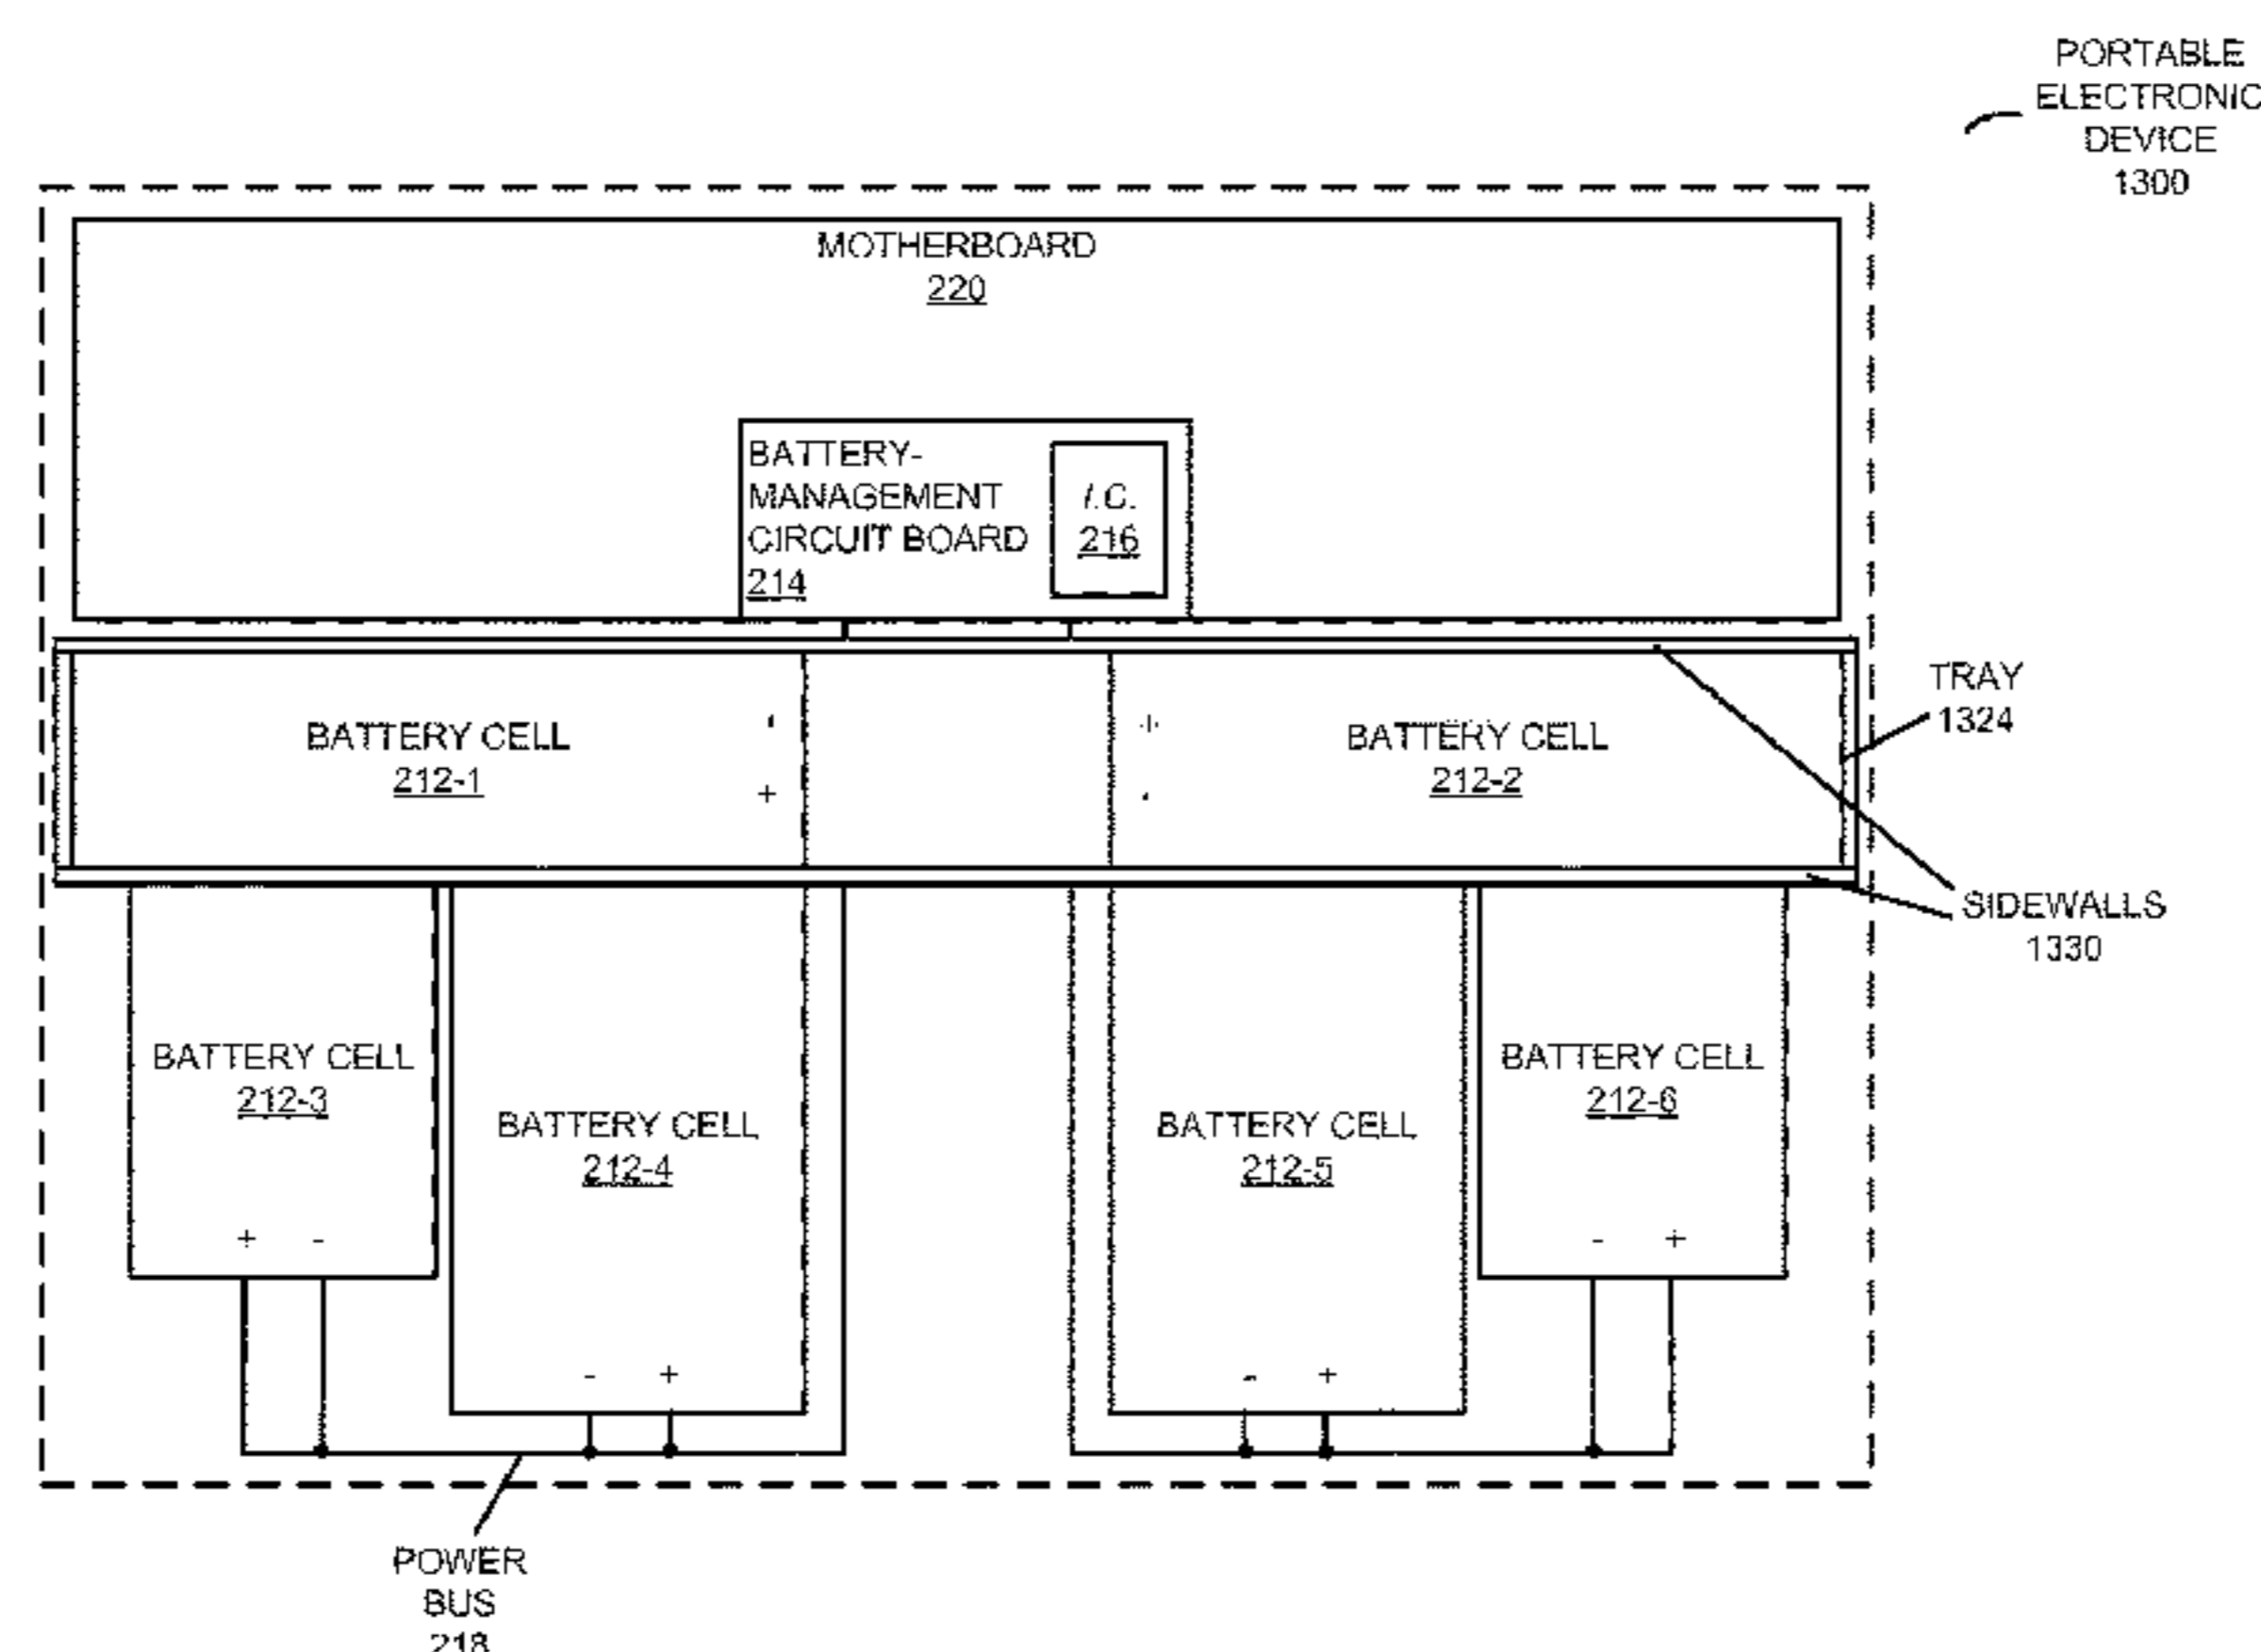 PORTABLE
ELECTRONIC
DEVICE
1300
MOTHERBOARD
220
BATTERY-
MANAGEMENT
CIRCUIT BOARD
214
I.C.
216
BATTERY CELL
212-1
-
+
+
-
BATTERY CELL
212-2
TRAY
1324
SIDEWALLS
1330
BATTERY CELL
212-3
+ -
BATTERY CELL
212-4
- +
BATTERY CELL
212-5
- +
BATTERY CELL
212-6
- +
POWER
BUS
218